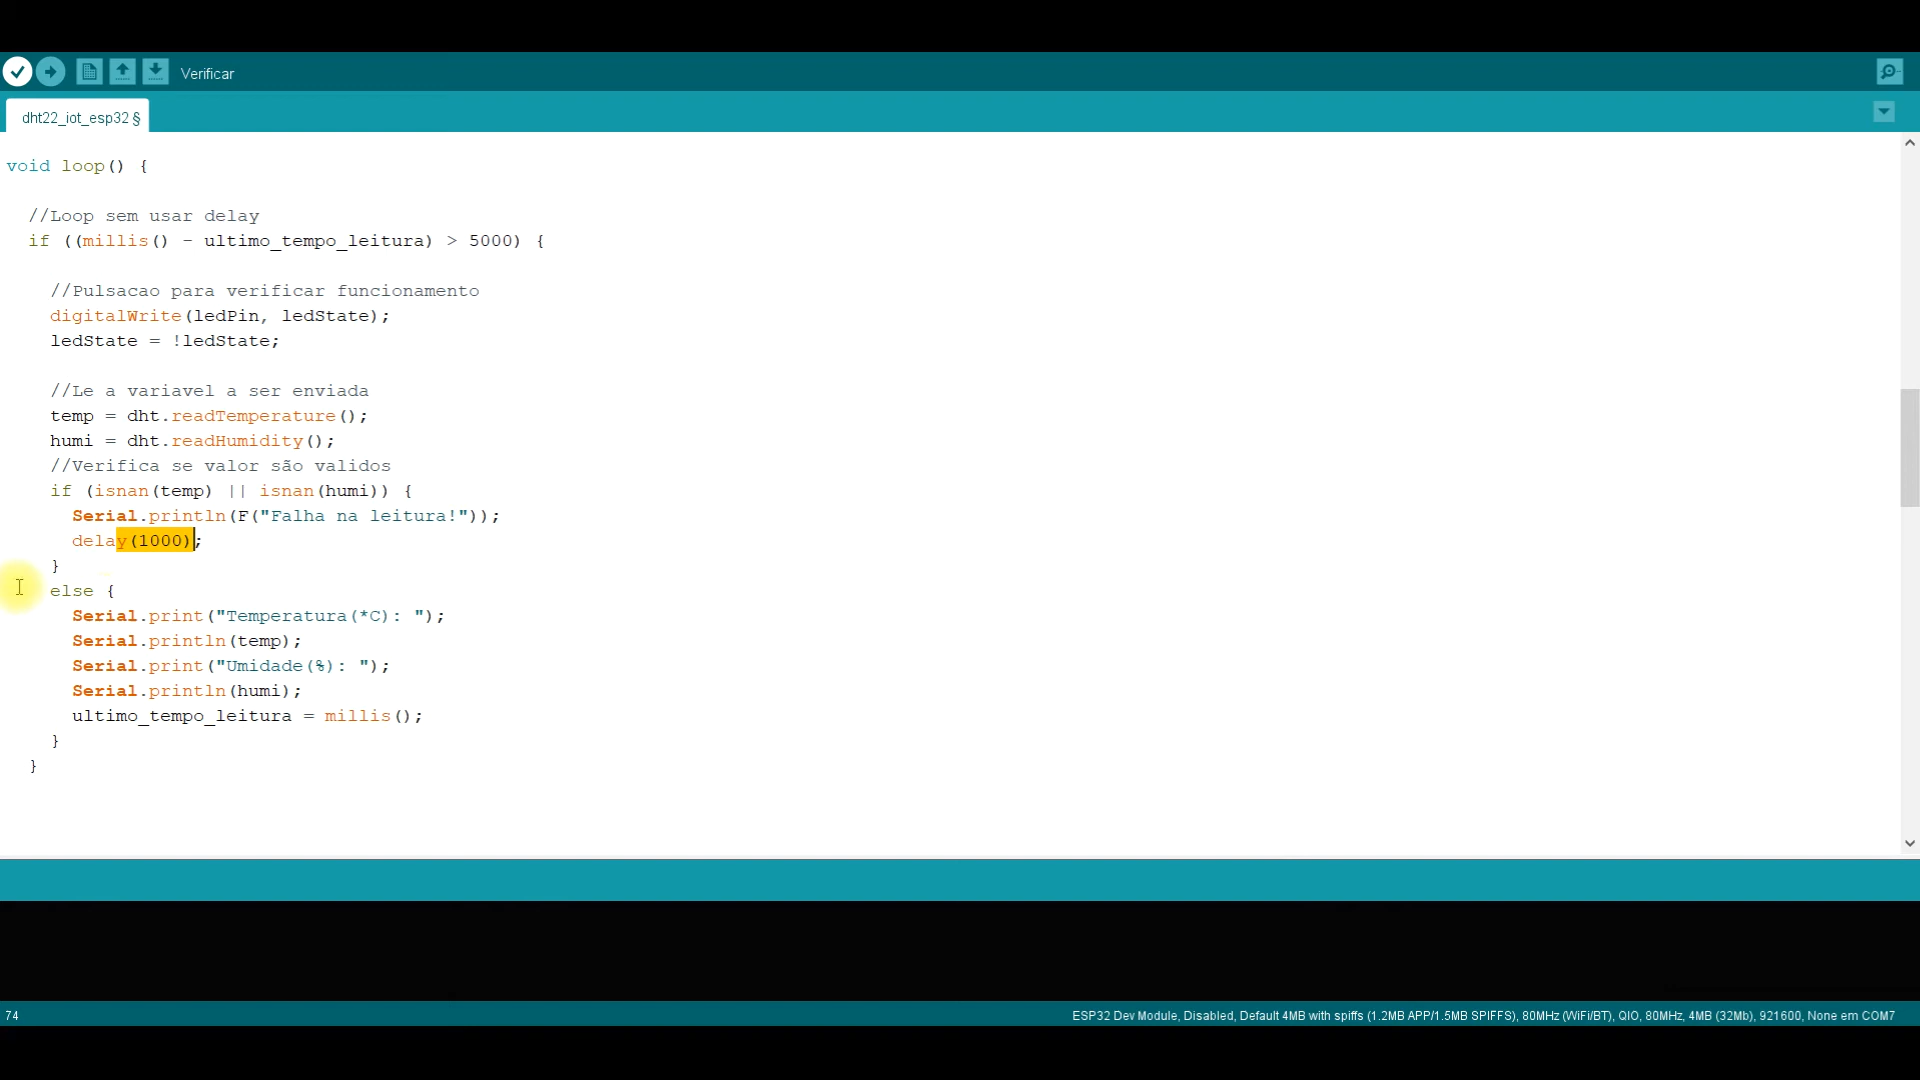 Verificar
dht22_iot_esp32 §
void loop() {
//Loop sem usar delay
if ((millis() - ultimo_tempo_leitura) > 5000) {
//Pulsacao para verificar funcionamento
digitalWrite(ledPin, ledState);
ledState = !ledState;
//Le a variavel a ser enviada
temp = dht.readTemperature();
humi = dht.readHumidity();
//Verifica se valor são validos
if (isnan(temp) || isnan(humi)) {
Serial.println(F("Falha na leitura!"));
delay(1000);
}
else {
Serial.print("Temperatura(*C): ");
Serial.println(temp);
Serial.print("Umidade(%): ");
Serial.println(humi);
ultimo_tempo_leitura = millis();
}
}
74
ESP32 Dev Module, Disabled, Default 4MB with spiffs (1.2MB APP/1.5MB SPIFFS), 80MHz (WiFi/BT), QIO, 80MHz, 4MB (32Mb), 921600, None em COM7